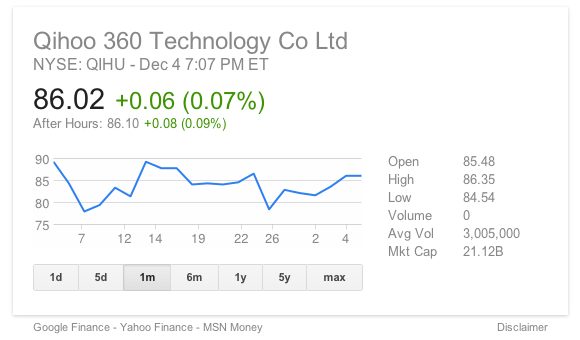 Qihoo 360 Technology Co Ltd
NYSE: QIHU - Dec 4 7:07 PM ET
86.02 +0.06 (0.07%)
After Hours: 86.10 +0.08 (0.09%)
90
85
80
75
7 12 14 19 22 26 2 4
Open 85.48
High 86.35
Low 84.54
Volume 0
Avg Vol 3,005,000
Mkt Cap 21.12B
1d 5d 1m 6m 1y 5y max
Google Finance - Yahoo Finance - MSN Money Disclaimer